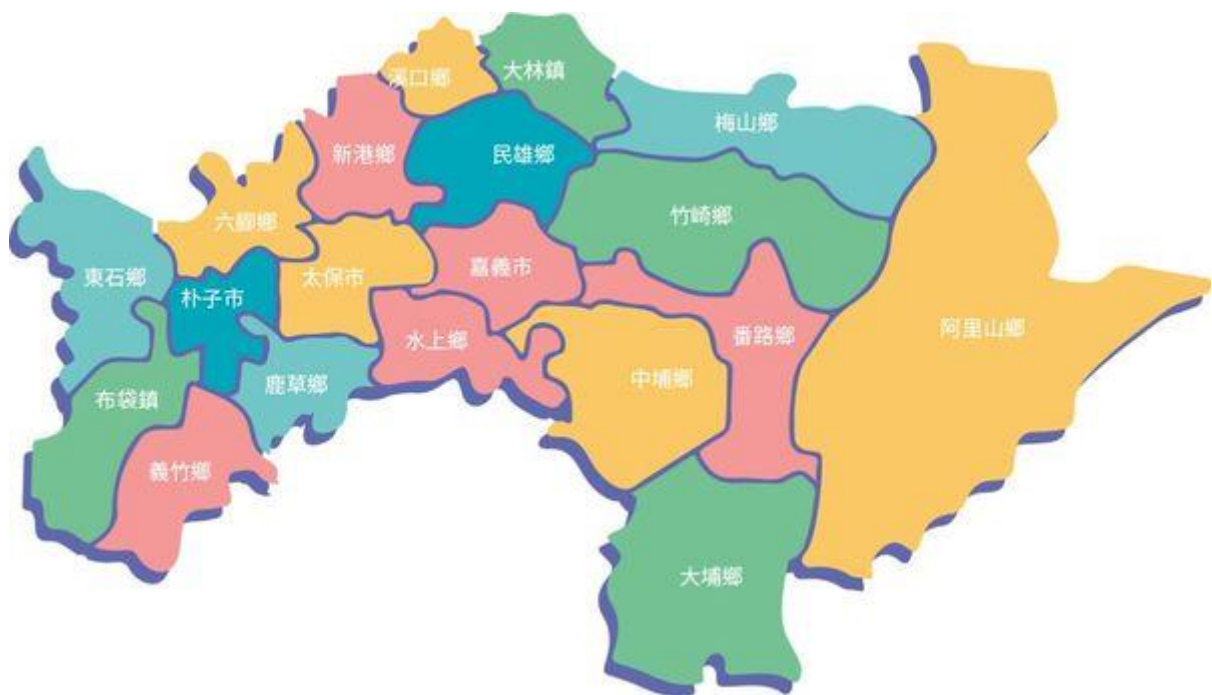 溪口鄉
大林鎮
梅山鄉
新港鄉
民雄鄉
竹崎鄉
六腳鄉
東石鄉
朴子市
太保市
嘉義市
水上鄉
番路鄉
阿里山鄉
中埔鄉
鹿草鄉
布袋鎮
義竹鄉
大埔鄉